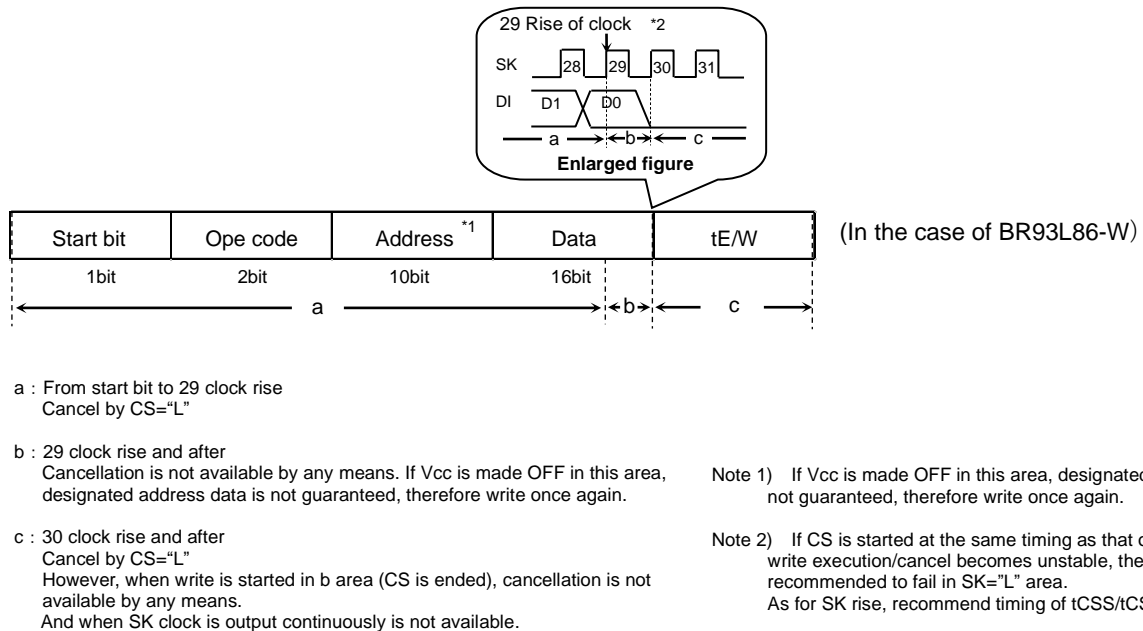 29 Rise of clock *2
SK 28 29 30 31
DI D1 D0
a b c
Enlarged figure
Start bit Ope code Address *1 Data tE/W (In the case of BR93L86-W)
1bit 2bit 10bit 16bit
a b c
a : From start bit to 29 clock rise
Cancel by CS=“L”
b : 29 clock rise and after
Cancellation is not available by any means. If Vcc is made OFF in this area,
designated address data is not guaranteed, therefore write once again.
c : 30 clock rise and after
Cancel by CS=“L”
However, when write is started in b area (CS is ended), cancellation is not
available by any means.
And when SK clock is output continuously is not available.
Note 1) If Vcc is made OFF in this area, designated
not guaranteed, therefore write once again.
Note 2) If CS is started at the same timing as that
write execution/cancel becomes unstable, the
recommended to fail in SK=”L” area.
As for SK rise, recommend timing of tCSS/tCS